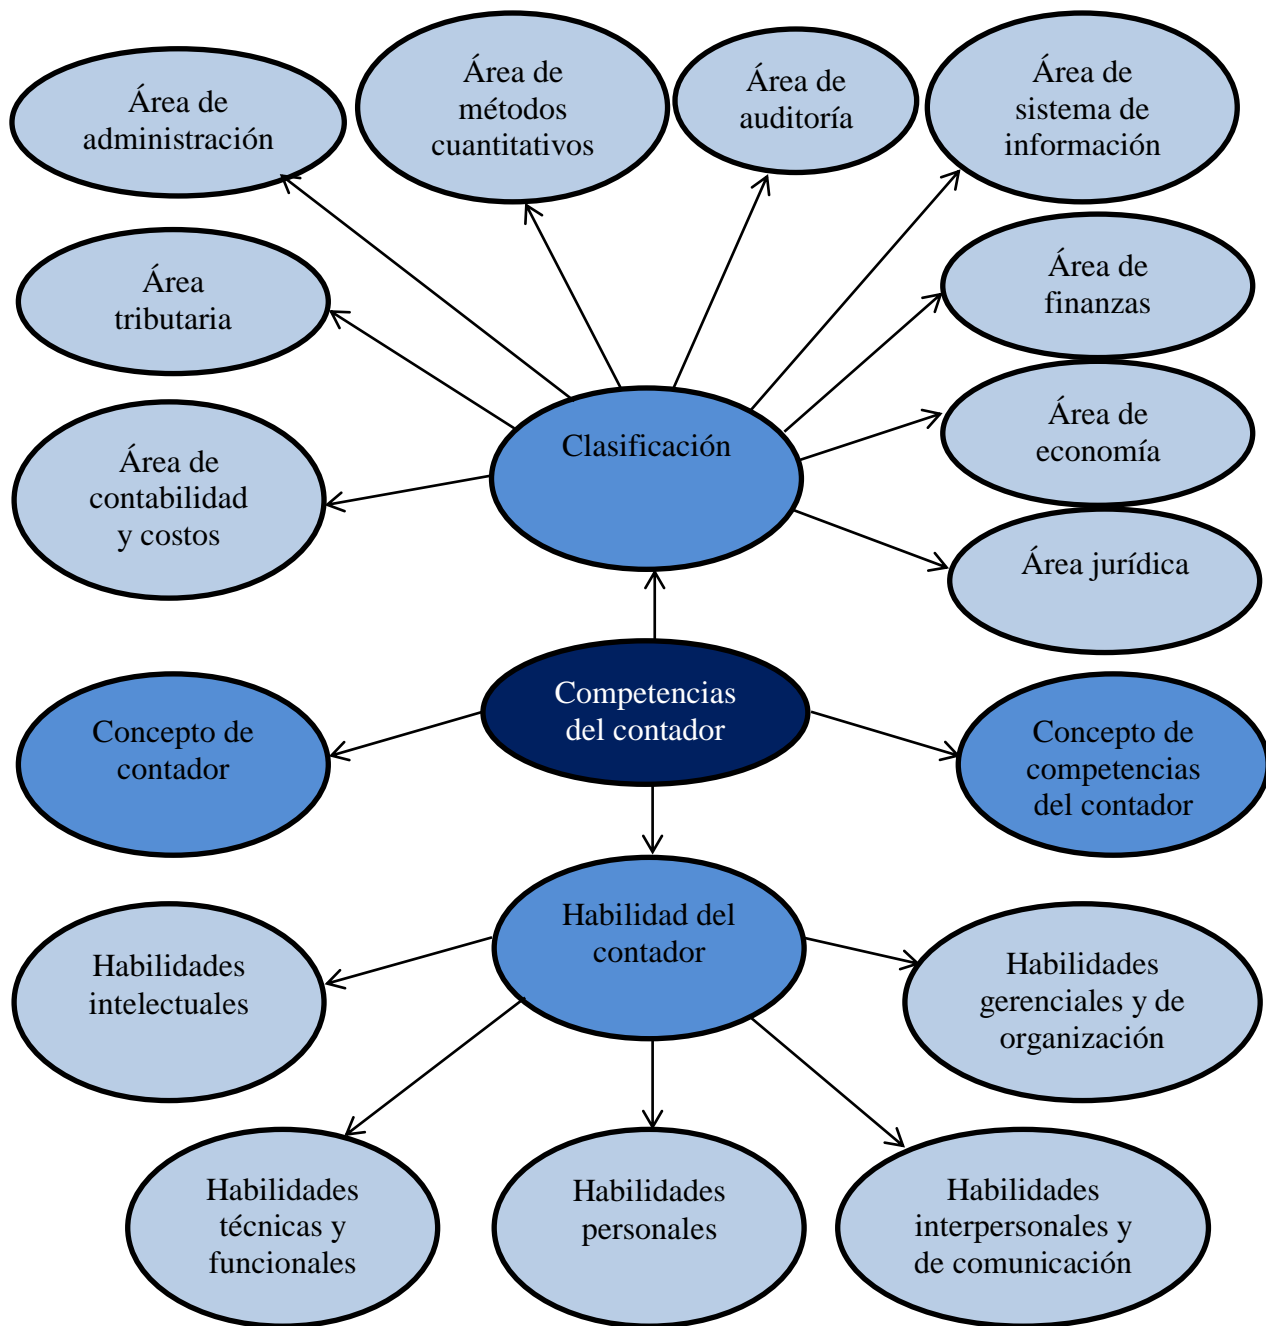 Área de
administración
Área de
métodos
cuantitativos
Área de
auditoría
Área de
sistema de
información
Área
tributaria
Área de
finanzas
Área de
contabilidad
y costos
Clasificación
Área de
economía
Área jurídica
Concepto de
contador
Competencias
del contador
Concepto de
competencias
del contador
Habilidad del
contador
Habilidades
intelectuales
Habilidades
gerenciales y de
organización
Habilidades
técnicas y
funcionales
Habilidades
personales
Habilidades
interpersonales y
de comunicación